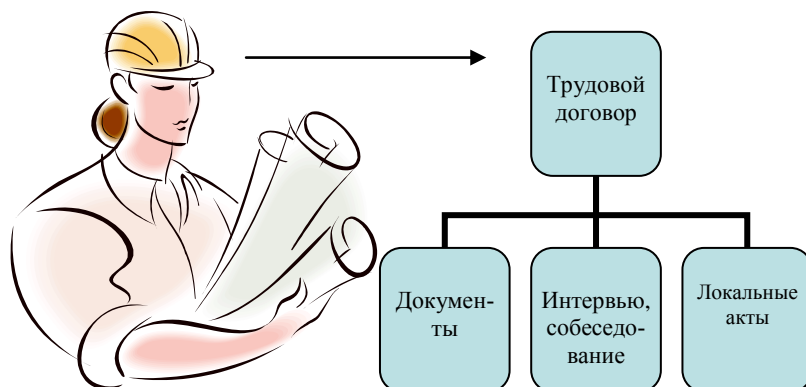 Трудовой
договор
Докумен-
ты
Интервью,
собеседо-
вание
Локальные
акты